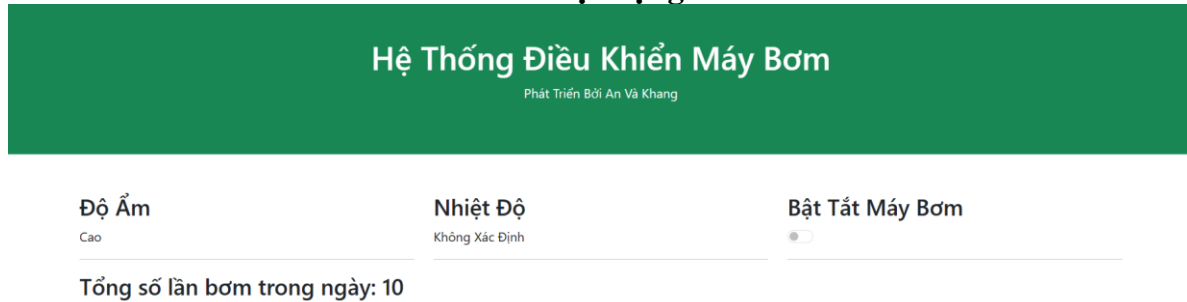 Hệ Thống Điều Khiển Máy Bơm
Phát Triển Bởi An Và Khang
Độ Ẩm
Cao
Nhiệt Độ
Không Xác Định
Bật Tắt Máy Bơm
Tổng số lần bơm trong ngày: 10